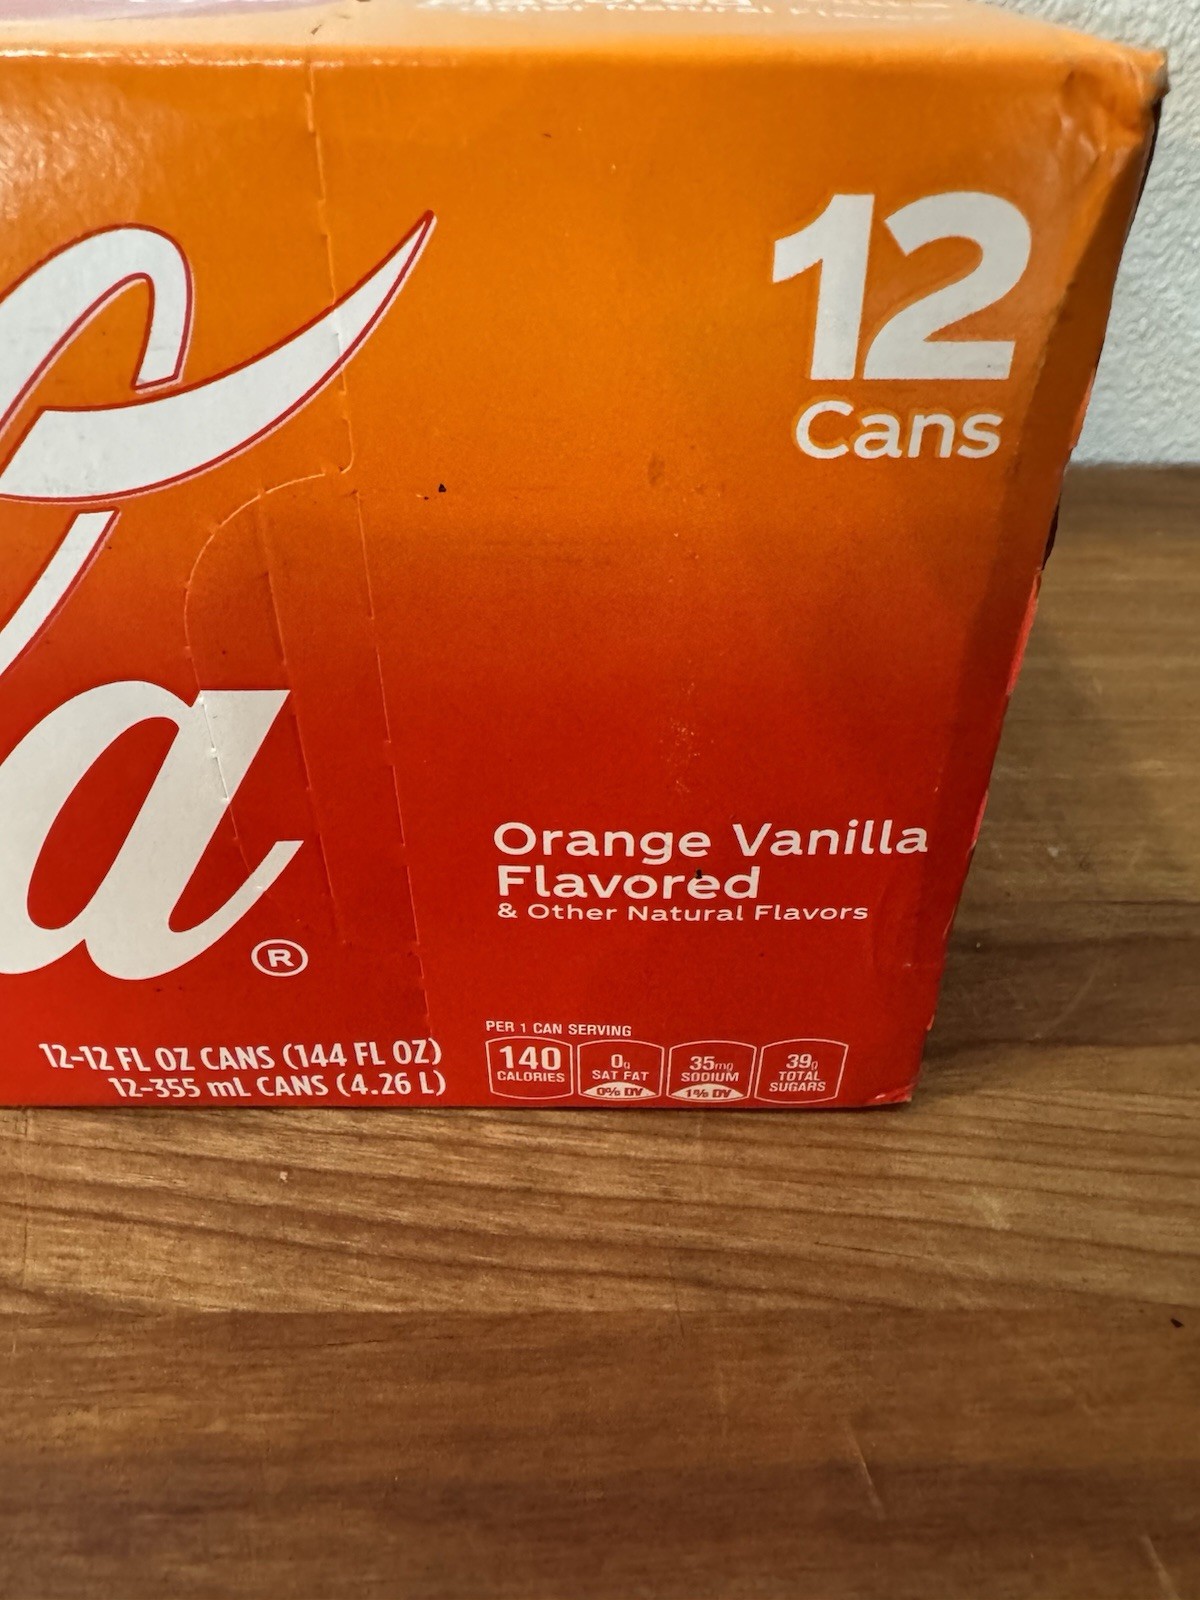 12
Cans
a®
Orange Vanilla
Flavored
& Other Natural Flavors
PER 1 CAN SERVING
12-12 FL OZ CANS (144 FL OZ)
12-355 mL CANS (4.26 L)
140
CALORIES
0g
SAT FAT
0% DV
35mg
SODIUM
1% DV
39g
TOTAL
SUGARS